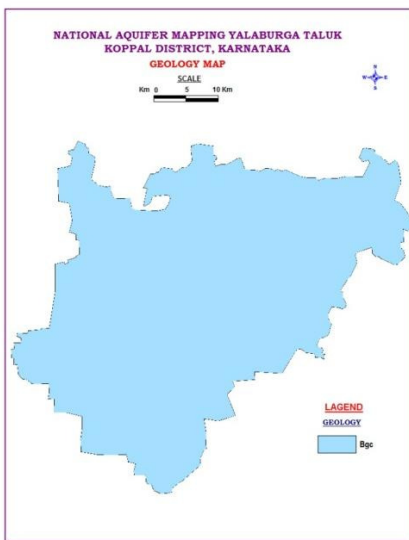 NATIONAL AQUIFER MAPPING YALABURGA TALUK
KOPPAL DISTRICT, KARNATAKA
GEOLOGY MAP
SCALE
Km 0 5 10 Km
N
W E
S
LAGEND
GEOLOGY
Bgc